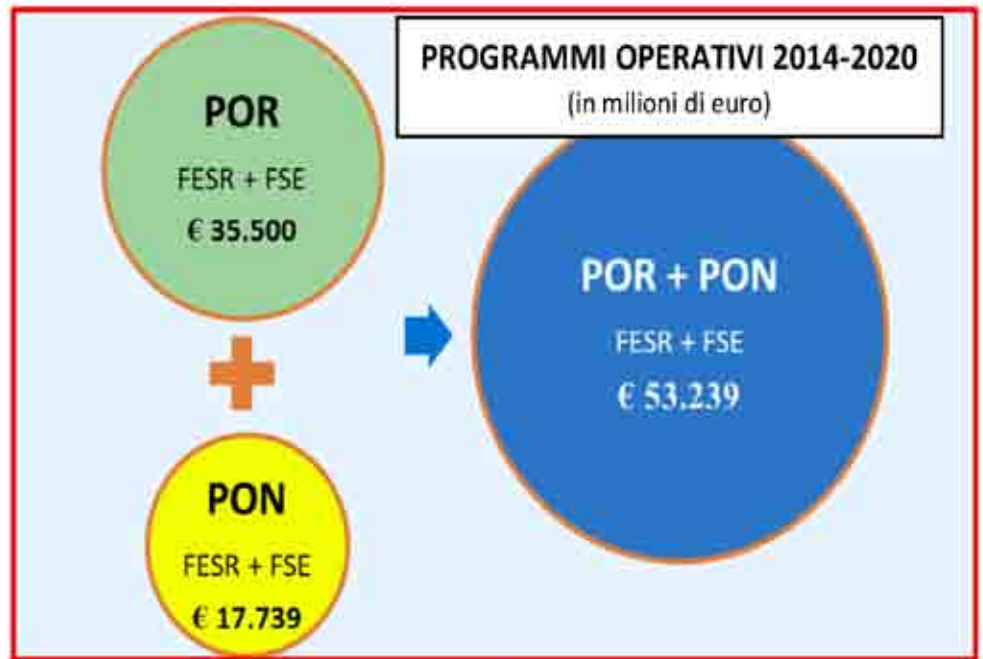 PROGRAMMI OPERATIVI 2014-2020
(in milioni di euro)
POR
FESR + FSE
€ 35.500
PON
FESR + FSE
€ 17.739
POR + PON
FESR + FSE
€ 53.239